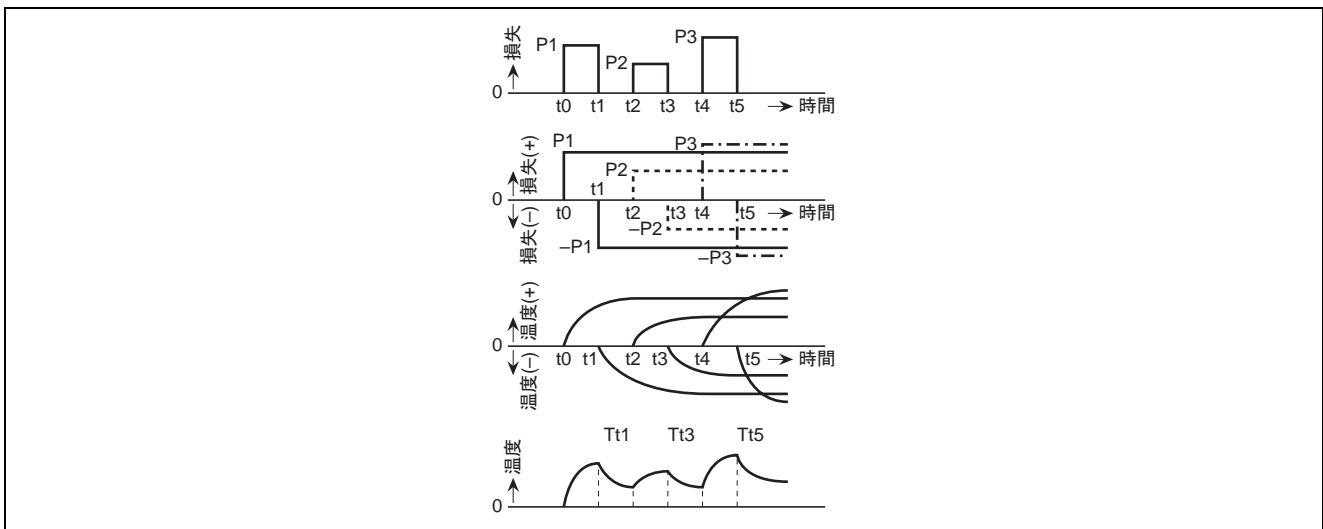 損失
P1
P2
P3
0
t0 t1 t2 t3 t4 t5 時間
損失(+)
P1
P2
P3
t1
0
t0 t2 t3 t4 t5 時間
損失(–)
–P1
–P2
–P3
温度(+)
0
t0 t1 t2 t3 t4 t5 時間
温度(–)
Tt1 Tt3 Tt5
温度
0